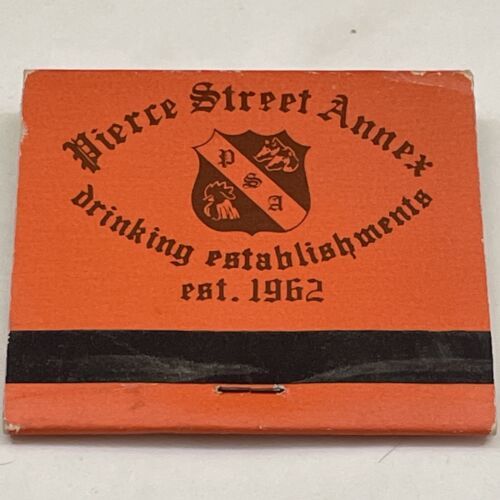 Pierce Street Annex
P S A
drinking establishments
est. 1962